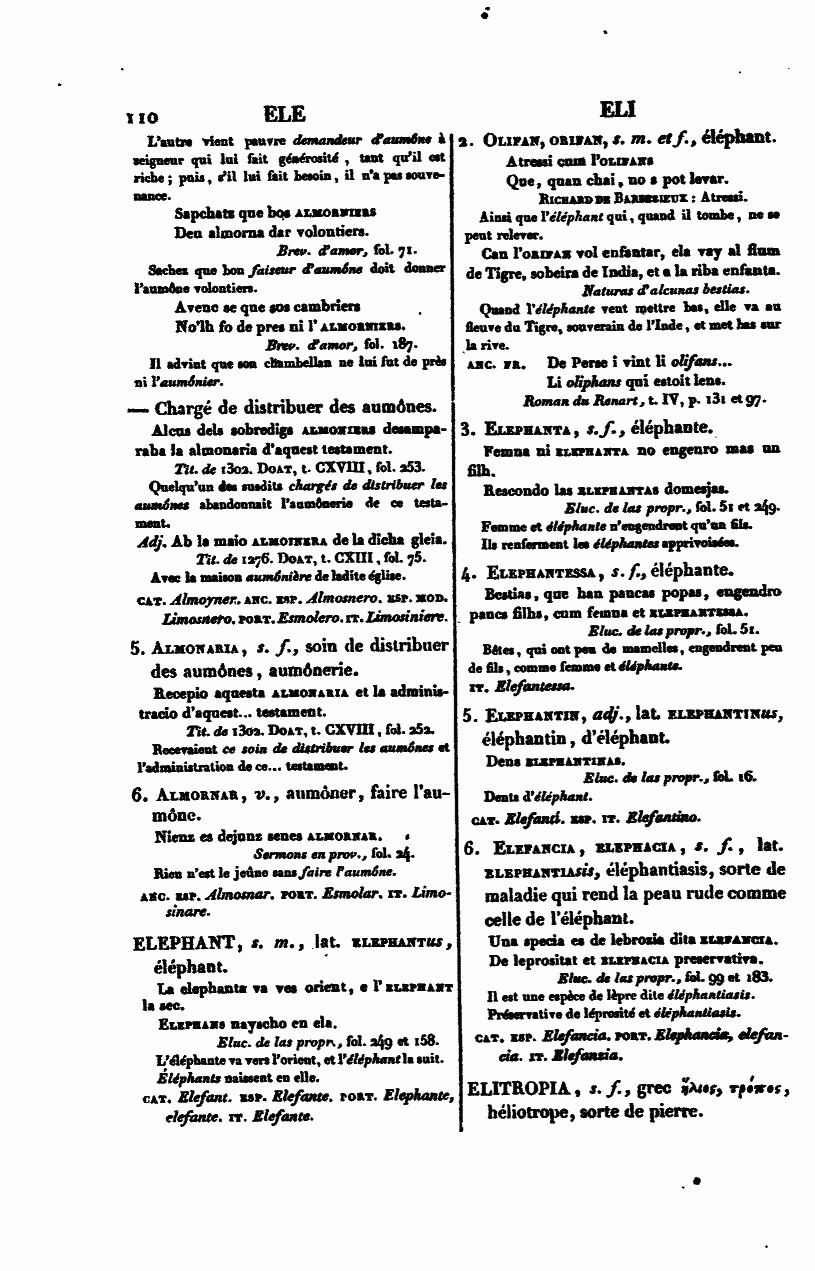 110 ELE ELI
L'autre vient pauvre demandeur d'aumône à
seigneur qui lui fait générosité, tant qu'il est
riche; puis, s'il lui fait besoin, il n'a pas souve-
nance.
Sapchatz que bos ALMORNIERS
Deu almorna dar volontiers.
Brev. d'amor, fol. 71.
Sachez que bon faiseur d'aumône doit donner
l'aumône volontiers.
Avenc se que sos cambriers
No'lh fo de pres ni l'ALMORNIERS.
Brev. d'amor, fol. 187.
Il advint que son chambellan ne lui fut de près
ni l'aumônier.
— Chargé de distribuer des aumônes.
Alcus dels sobredigs ALMONIERS desampa-
raba la almonaria d'aquest testament.
Tit. de 1302. DOAT, t. CXVIII, fol. 253.
Quelqu'un des susdits chargés de distribuer les
aumônes abandonnait l'aumônerie de ce testa-
ment.
Adj. Ab la maio ALMOINERA de la dicha gleia.
Tit. de 1276. DOAT, t. CXIII, fol. 75.
Avec la maison aumônière de ladite église.
CAT. Almoyner. ANC. ESP. Almosnero. ESP. MOD.
Limosnero. PORT. Esmolero. IT. Limosiniere.
5. ALMONARIA, s. f., soin de distribuer
des aumônes, aumônerie.
Recepio aquesta ALMONARIA et la adminis-
tracio d'aquest... testament.
Tit. de 1302. DOAT, t. CXVIII, fol. 252.
Recevaient ce soin de distribuer les aumônes et
l'administration de ce... testament.
6. ALMORNAR, v., aumôner, faire l'au-
mône.
Nienz es dejunz senes ALMORNAR.
Sermons en prov., fol. 24.
Rien n'est le jeûne sans faire l'aumône.
ANC. ESP. Almosnar. PORT. Esmolar. IT. Limo-
sinare.
ELEPHANT, s. m., lat. ELEPHANTUS,
éléphant.
La elephanta va ves orient, e l'ELEPHANT
la sec.
ELEPHANS nayscho en ela.
Eluc. de las propr., fol. 249 et 158.
L'éléphante va vers l'orient, et l'éléphant la suit.
Éléphants naissent en elle.
CAT. Elefant. ESP. Elefante. PORT. Elephante,
elefante. IT. Elefante.
2. OLIFAN, ORIFAN, s. m. et f., éléphant.
Atressi com l'OLIFANS
Que, quan chai, no s pot levar.
RICHARD DE BARBESIEUX : Atressi.
Ainsi que l'éléphant qui, quand il tombe, ne se
peut relever.
Can l'ORIFAN vol enfantar, ela vay al flum
de Tigre, sobeira de India, et a la riba enfanta.
Naturas d'alcunas bestias.
Quand l'éléphante veut mettre bas, elle va au
fleuve du Tigre, souverain de l'Inde, et met bas sur
la rive.
ANC. FR. De Perse i vint li olifans...
Li oliphans qui estoit lens.
Roman du Renart, t. IV, p. 131 et 97.
3. ELEPHANTA, s. f., éléphante.
Femna ni ELEPHANTA no engenro mas un
filh.
Rescondo las ELEPHANTAS domesjas.
Eluc. de las propr., fol. 51 et 249.
Femme et éléphante n'engendrent qu'un fils.
Ils renferment les éléphantes apprivoisées.
4. ELEPHANTESSA, s. f., éléphante.
Bestias, que han paucas popas, engendro
paucs filhs, cum femna et ELEPHANTESSA.
Eluc. de las propr., fol. 51.
Bêtes, qui ont peu de mamelles, engendrent peu
de fils, comme femme et éléphante.
IT. Elefantessa.
5. ELEPHANTIN, adj., lat. ELEPHANTINUS,
éléphantin, d'éléphant.
Dens ELEPHANTINAS.
Eluc. de las propr., fol. 16.
Dents d'éléphant.
CAT. Elefanti. ESP. IT. Elefantino.
6. ELEFANCIA, ELEPHACIA, s. f., lat.
ELEPHANTIASIS, éléphantiasis, sorte de
maladie qui rend la peau rude comme
celle de l'éléphant.
Una specia es de lebrozia dita ELEFANCIA.
De leprositat et ELEPHACIA preservativa.
Eluc. de las propr., fol. 99 et 183.
Il est une espèce de lèpre dite éléphantiasis.
Préservative de léprosité et éléphantiasis.
CAT. ESP. Elefancia. PORT. Elephancia, elefan-
cia. IT. Elefanzia.
ELITROPIA, s. f., grec ἥλιος, τρόπος,
héliotrope, sorte de pierre.